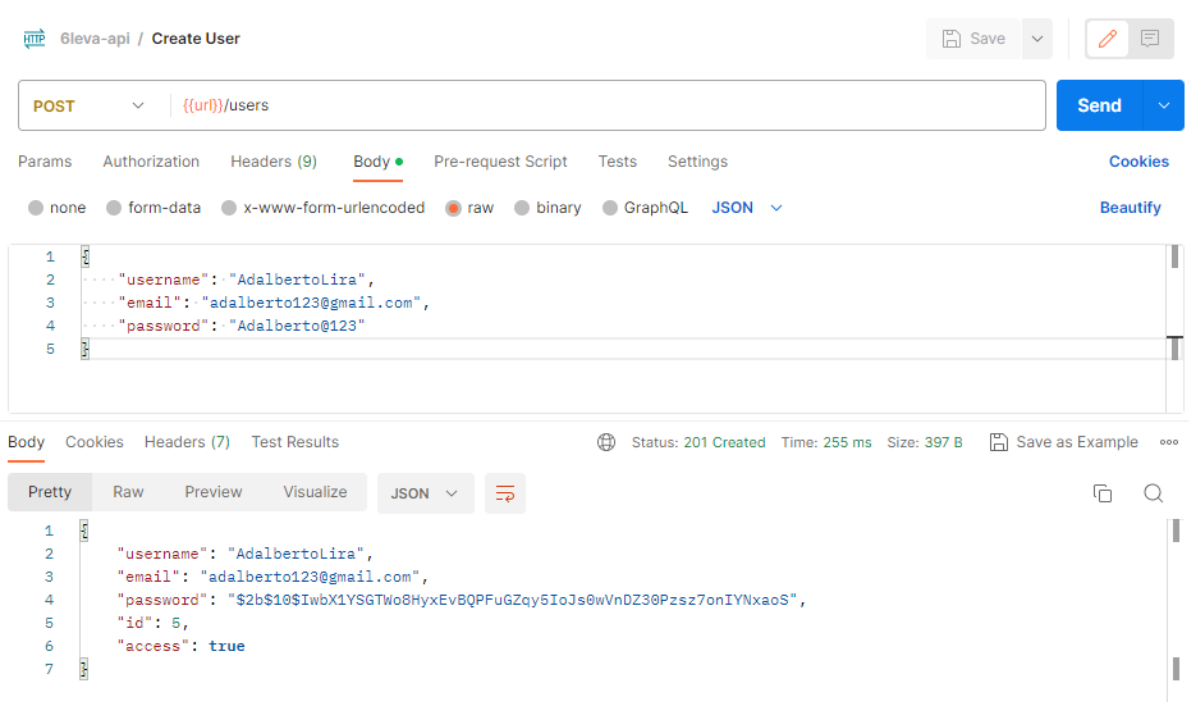 HTTP 6leva-api / Create User Save
POST {{url}}/users Send
Params Authorization Headers (9) Body Pre-request Script Tests Settings Cookies
none form-data x-www-form-urlencoded raw binary GraphQL JSON Beautify
1 {
2 "username": "AdalbertoLira",
3 "email": "adalberto123@gmail.com",
4 "password": "Adalberto@123"
5 }
Body Cookies Headers (7) Test Results Status: 201 Created Time: 255 ms Size: 397 B Save as Example
Pretty Raw Preview Visualize JSON
1 {
2 "username": "AdalbertoLira",
3 "email": "adalberto123@gmail.com",
4 "password": "$2b$10$IwbX1YSGTWo8HyxEvBQPFuGZqy5IoJs0wVnDZ30Pzsz7onIYNxaoS",
5 "id": 5,
6 "access": true
7 }